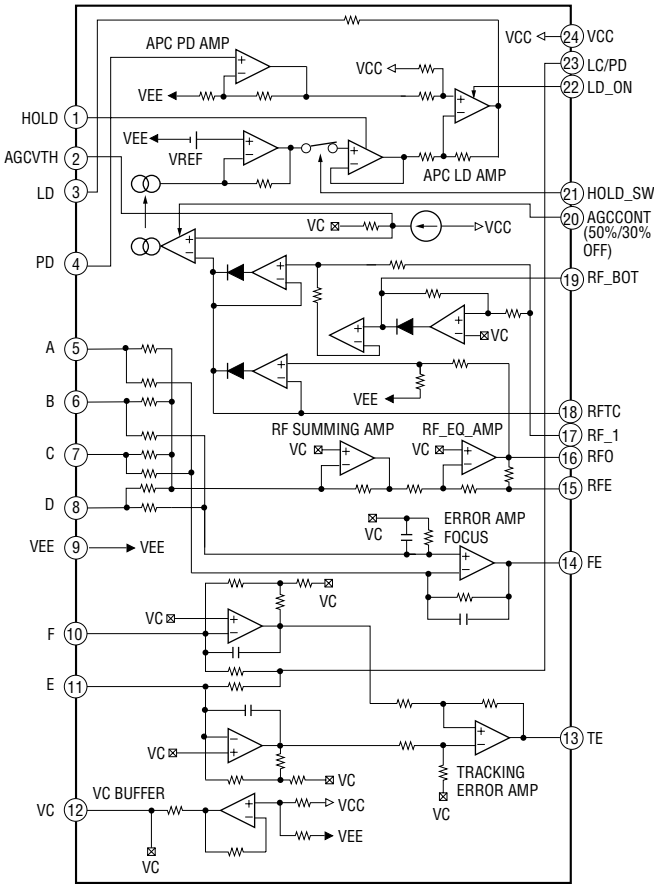 APC PD AMP
VCC
24 VCC
23 LC/PD
22 LD_ON
VCC
VEE
HOLD 1
VEE
VREF
APC LD AMP
AGCVTH 2
LD 3
21 HOLD_SW
VC
VCC
20 AGCCONT
(50%/30%
OFF)
PD 4
19 RF_BOT
A 5
VC
B 6
VEE
18 RFTC
RF SUMMING AMP
RF_EQ_AMP
17 RF_1
C 7
VC
VC
16 RFO
D 8
15 RFE
VC
ERROR AMP
FOCUS
VEE 9
VEE
14 FE
VC
F 10
VC
E 11
VC
VC
13 TE
TRACKING
ERROR AMP
VC
VC BUFFER
VC 12
VCC
VEE
VC